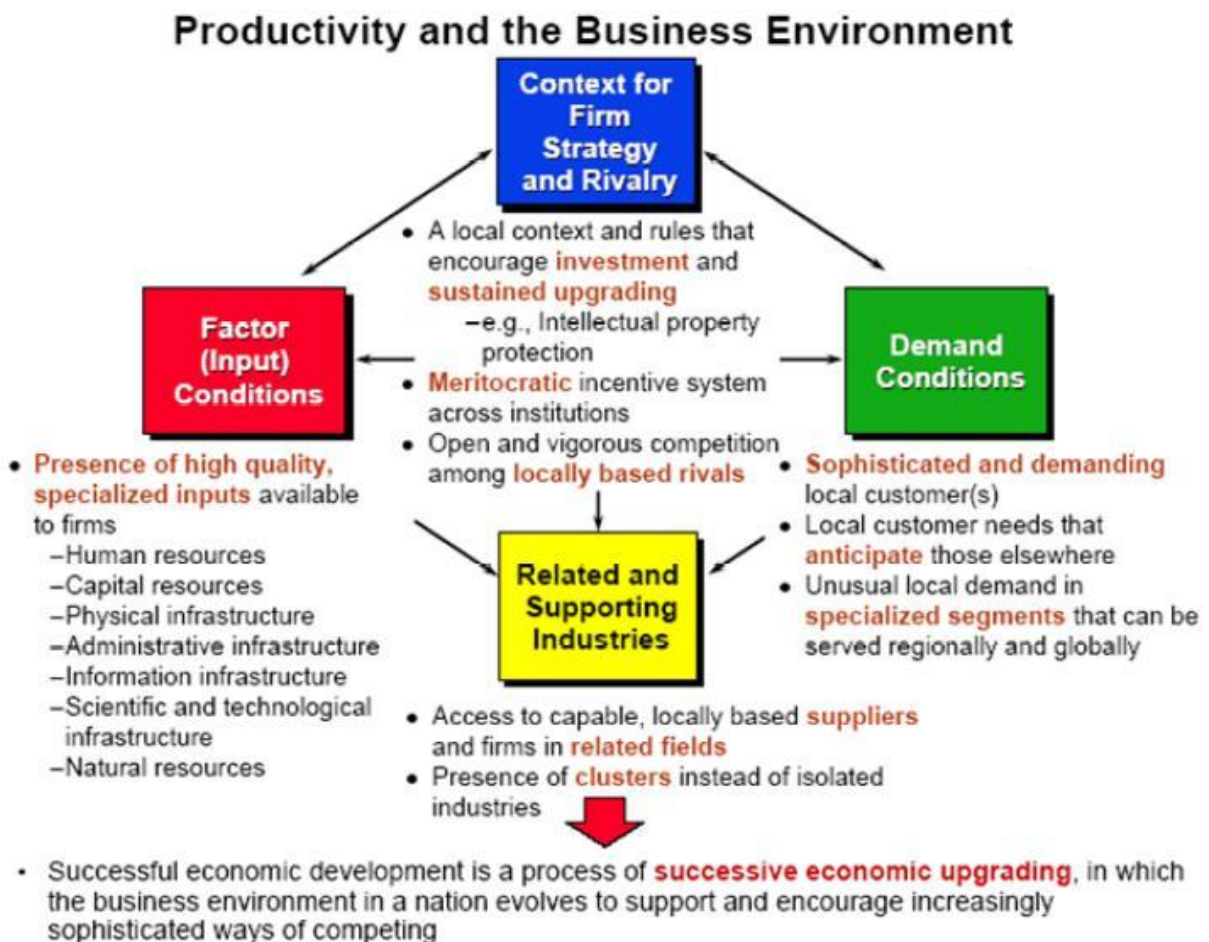 Productivity and the Business Environment
Context for
Firm
Strategy
and Rivalry
• A local context and rules that
encourage investment and
sustained upgrading
–e.g., Intellectual property
protection
• Meritocratic incentive system
across institutions
• Open and vigorous competition
among locally based rivals
Factor
(Input)
Conditions
• Presence of high quality,
specialized inputs available
to firms
–Human resources
–Capital resources
–Physical infrastructure
–Administrative infrastructure
–Information infrastructure
–Scientific and technological
infrastructure
–Natural resources
Demand
Conditions
• Sophisticated and demanding
local customer(s)
• Local customer needs that
anticipate those elsewhere
• Unusual local demand in
specialized segments that can be
served regionally and globally
Related and
Supporting
Industries
• Access to capable, locally based suppliers
and firms in related fields
• Presence of clusters instead of isolated
industries
• Successful economic development is a process of successive economic upgrading, in which
the business environment in a nation evolves to support and encourage increasingly
sophisticated ways of competing